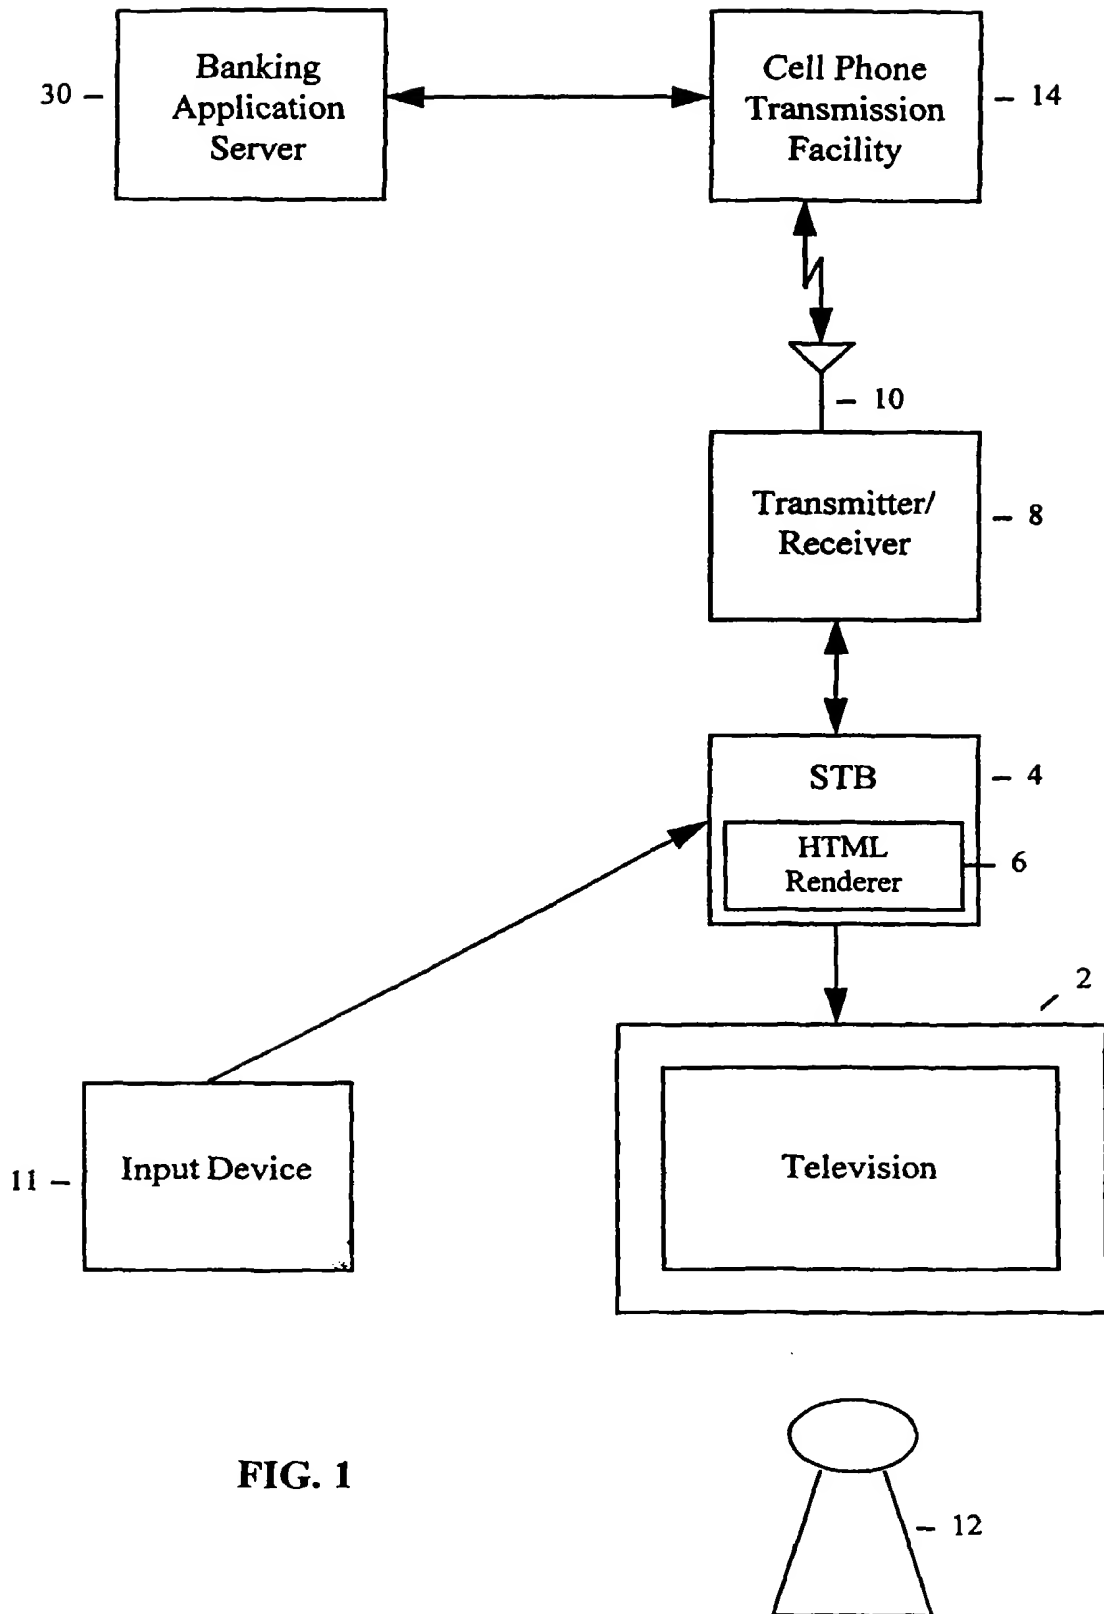 Banking
Application
Server
30
Cell Phone
Transmission
Facility
14
10
Transmitter/
Receiver
8
STB
4
HTML
Renderer
6
2
Input Device
11
Television
FIG. 1
12